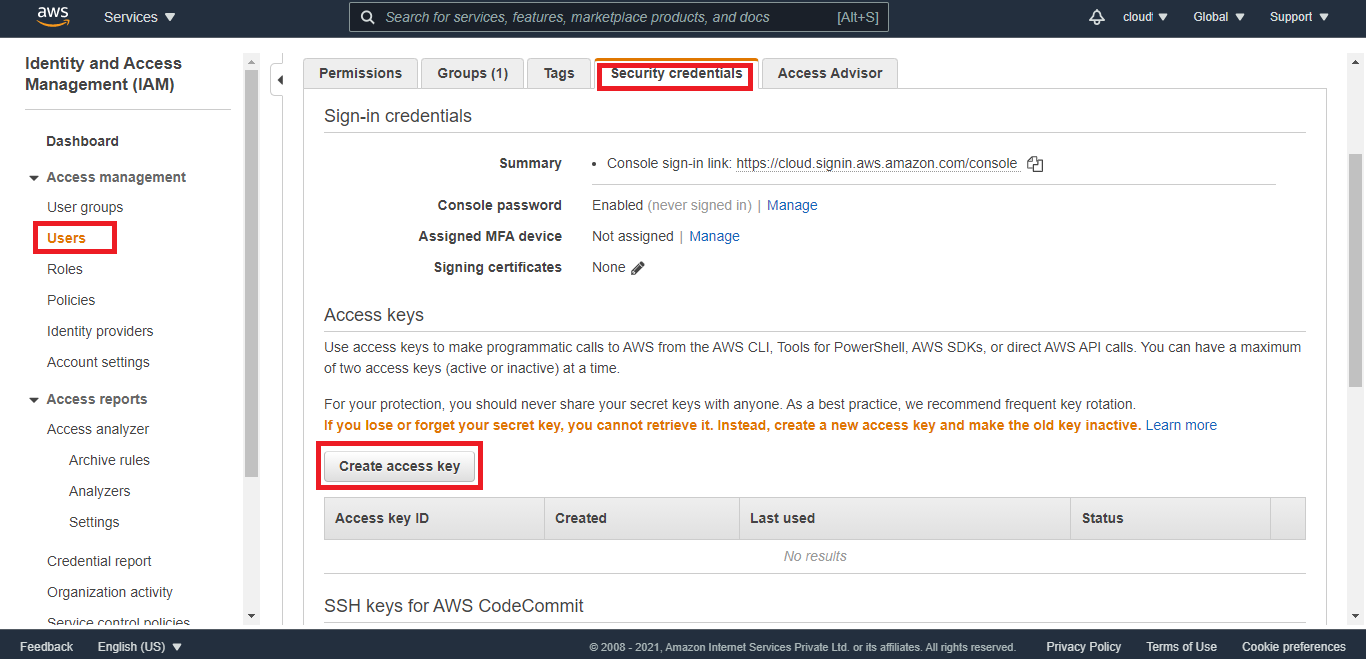 aws
Services
Search for services, features, marketplace products, and docs [Alt+S]
cloud
Global
Support
Identity and Access
Management (IAM)
Dashboard
Access management
User groups
Users
Roles
Policies
Identity providers
Account settings
Access reports
Access analyzer
Archive rules
Analyzers
Settings
Credential report
Organization activity
Service control policies
Permissions
Groups (1)
Tags
Security credentials
Access Advisor
Sign-in credentials
Summary
• Console sign-in link: https://cloud.signin.aws.amazon.com/console
Console password Enabled (never signed in) | Manage
Assigned MFA device Not assigned | Manage
Signing certificates None
Access keys
Use access keys to make programmatic calls to AWS from the AWS CLI, Tools for PowerShell, AWS SDKs, or direct AWS API calls. You can have a maximum
of two access keys (active or inactive) at a time.
For your protection, you should never share your secret keys with anyone. As a best practice, we recommend frequent key rotation.
If you lose or forget your secret key, you cannot retrieve it. Instead, create a new access key and make the old key inactive. Learn more
Create access key
Access key ID Created Last used Status
No results
SSH keys for AWS CodeCommit
Feedback English (US)
© 2008 - 2021, Amazon Internet Services Private Ltd. or its affiliates. All rights reserved. Privacy Policy Terms of Use Cookie preferences